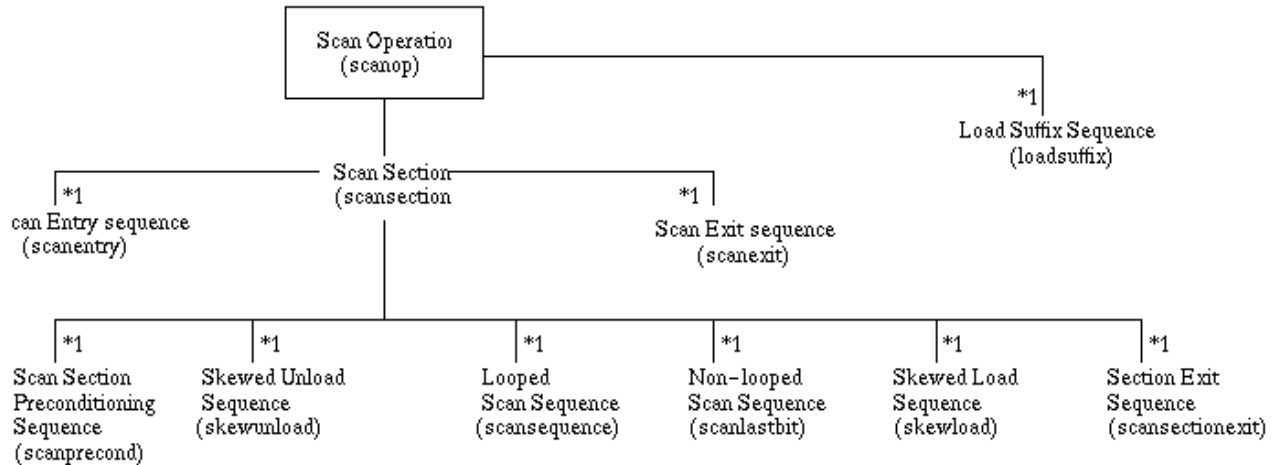 Scan Operation
(scanop)
*1
Load Suffix Sequence
(loadsuffix)
Scan Section
(scansection
*1
can Entry sequence
(scanentry)
*1
Scan Exit sequence
(scanexit)
*1
Scan Section
Preconditioning
Sequence
(scanprecond)
*1
Skewed Unload
Sequence
(skewunload)
*1
Looped
Scan Sequence
(scansequence)
*1
Non-looped
Scan Sequence
(scanlastbit)
*1
Skewed Load
Sequence
(skewload)
*1
Section Exit
Sequence
(scansectionexit)